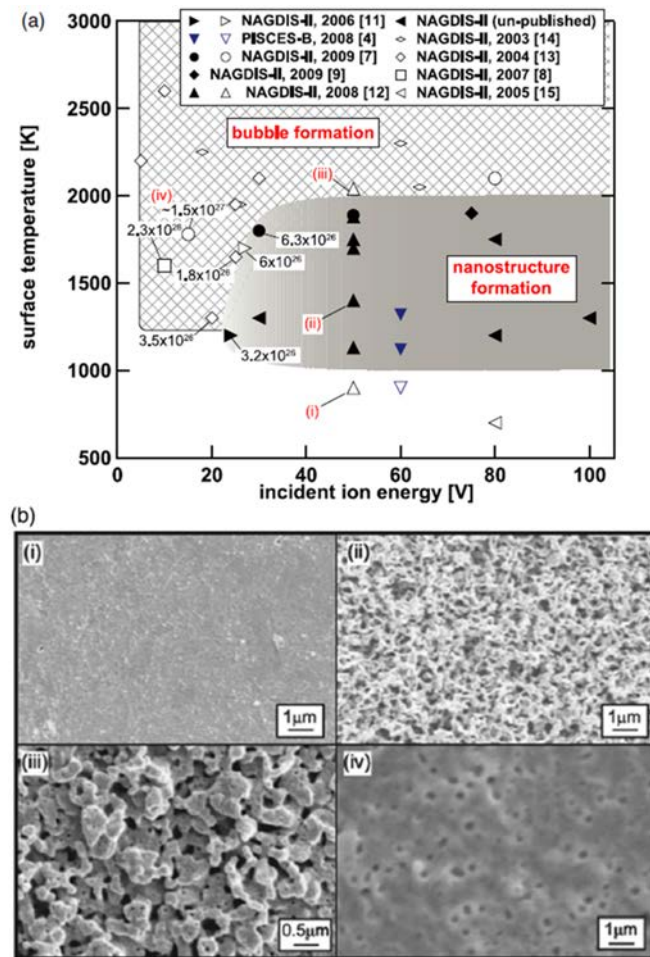 (a)
NAGDIS-II, 2006 [11]
PISCES-B, 2008 [4]
NAGDIS-II, 2009 [7]
NAGDIS-II, 2009 [9]
NAGDIS-II, 2008 [12]
NAGDIS-II (un-published)
NAGDIS-II, 2003 [14]
NAGDIS-II, 2004 [13]
NAGDIS-II, 2007 [8]
NAGDIS-II, 2005 [15]
surface temperature [K]
3000
2500
2000
1500
1000
500
bubble formation
(iii)
(iv)
~1.5x10²⁷
2.3x10²⁶
6.3x10²⁶
1.8x10²⁶
6x10²⁶
nanostructure
formation
(ii)
3.5x10²⁶
3.2x10²⁶
(i)
0
20
40
60
80
100
incident ion energy [V]
(b)
(i)
1μm
(ii)
1μm
(iii)
0.5μm
(iv)
1μm